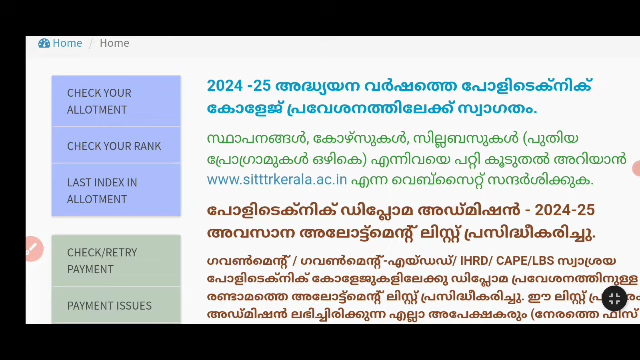 Home / Home
CHECK YOUR
ALLOTMENT
CHECK YOUR RANK
LAST INDEX IN
ALLOTMENT
CHECK/RETRY
PAYMENT
PAYMENT ISSUES
2024 -25 അദ്ധ്യയന വർഷത്തെ പോളിടെക്‌നിക്
കോളേജ് പ്രവേശനത്തിലേക്ക് സ്വാഗതം.
സ്ഥാപനങ്ങൾ, കോഴ്‌സുകൾ, സില്ലബസുകൾ (പുതിയ
പ്രോഗ്രാമുകൾ ഒഴികെ) എന്നിവയെ പറ്റി കൂടുതൽ അറിയാൻ
www.sitttrkerala.ac.in എന്ന വെബ്സൈറ്റ് സന്ദർശിക്കുക.
പോളിടെക്‌നിക് ഡിപ്ലോമ അഡ്മിഷൻ - 2024-25
അവസാന അലോട്ട്മെന്റ് ലിസ്റ്റ് പ്രസിദ്ധീകരിച്ചു.
ഗവൺമെന്റ് / ഗവൺമെന്റ്-എയ്ഡഡ്/ IHRD/ CAPE/LBS സ്വാശ്രയ
പോളിടെക്‌നിക് കോളേജുകളിലേക്കു ഡിപ്ലോമ പ്രവേശനത്തിനുള്ള
രണ്ടാമത്തെ അലോട്ട്മെന്റ് ലിസ്റ്റ് പ്രസിദ്ധീകരിച്ചു. ഈ ലിസ്റ്റ്
അഡ്മിഷൻ ലഭിച്ചിരിക്കുന്ന എല്ലാ അപേക്ഷകരും (നേരത്തെ ഫീസ്